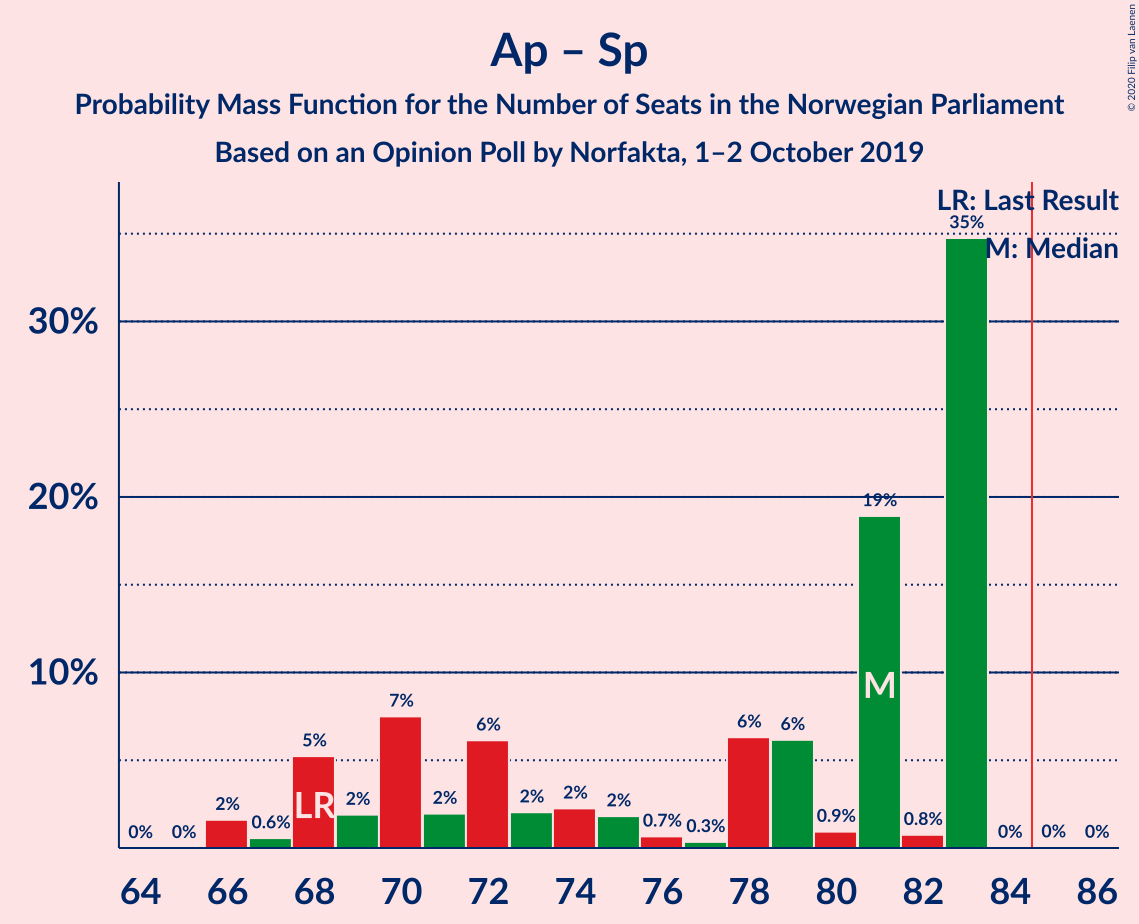 Ap – Sp
Probability Mass Function for the Number of Seats in the Norwegian Parliament
Based on an Opinion Poll by Norfakta, 1–2 October 2019
© 2020 Filip van Laenen
LR: Last Result
M: Median
30%
20%
10%
0% 0% 2% 0.6% 5% 2% 7% 2% 6% 2% 2% 2% 0.7% 0.3% 6% 6% 0.9% 19% 0.8% 35% 0% 0% 0%
LR M
64 66 68 70 72 74 76 78 80 82 84 86